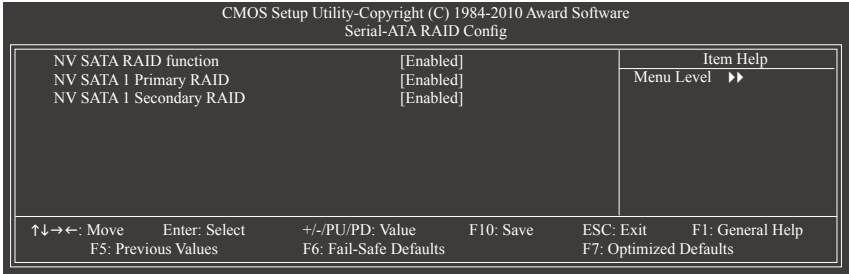 CMOS Setup Utility-Copyright (C) 1984-2010 Award Software
Serial-ATA RAID Config
NV SATA RAID function [Enabled]
NV SATA 1 Primary RAID [Enabled]
NV SATA 1 Secondary RAID [Enabled]
Item Help
Menu Level ▶▶
↑↓→←: Move Enter: Select +/-/PU/PD: Value F10: Save ESC: Exit F1: General Help
F5: Previous Values F6: Fail-Safe Defaults F7: Optimized Defaults